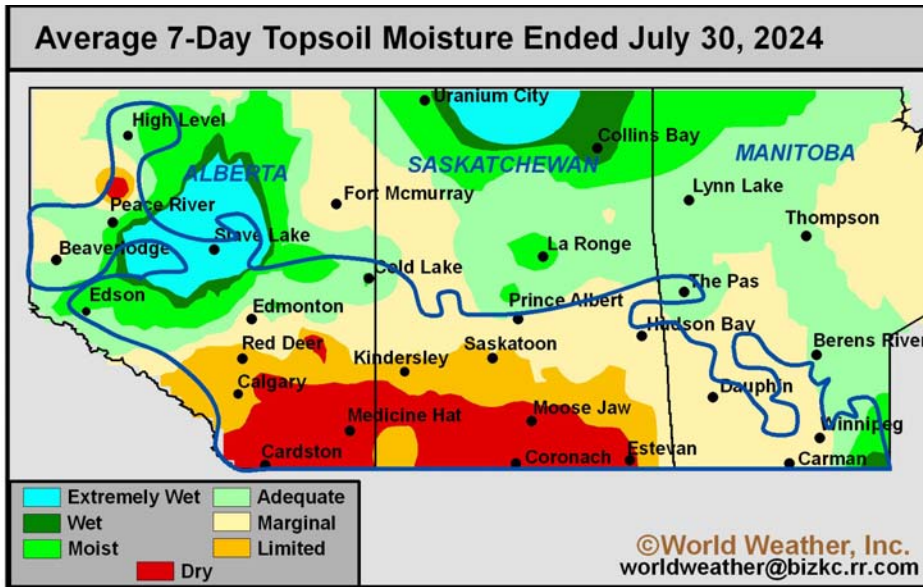 Average 7-Day Topsoil Moisture Ended July 30, 2024
Uranium City
High Level
Collins Bay
ALBERTA
SASKATCHEWAN
MANITOBA
Fort Mcmurray
Lynn Lake
Peace River
Thompson
Beaverlodge
Slave Lake
La Ronge
Cold Lake
The Pas
Edson
Edmonton
Prince Albert
Hudson Bay
Red Deer
Kindersley
Saskatoon
Berens River
Calgary
Dauphin
Medicine Hat
Moose Jaw
Winnipeg
Cardston
Coronach
Estevan
Carman
Extremely Wet
Adequate
Wet
Marginal
Moist
Limited
Dry
©World Weather, Inc.
worldweather@bizkc.rr.com